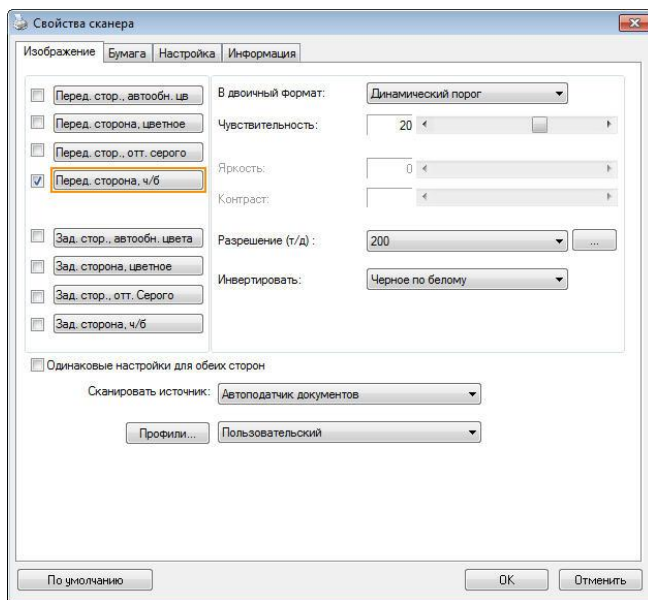 Свойства сканера
Изображение Бумага Настройка Информация
Перед. стор., автообн. цв
Перед. сторона, цветное
Перед. стор., отт. серого
Перед. сторона, ч/б
Зад. стор., автообн. цвета
Зад. сторона, цветное
Зад. стор., отт. Серого
Зад. сторона, ч/б
В двоичный формат: Динамический порог
Чувствительность: 20
Яркость: 0
Контраст:
Разрешение (т/д) : 200 ...
Инвертировать: Черное по белому
Одинаковые настройки для обеих сторон
Сканировать источник: Автоподатчик документов
Профили... Пользовательский
По умолчанию OK Отменить